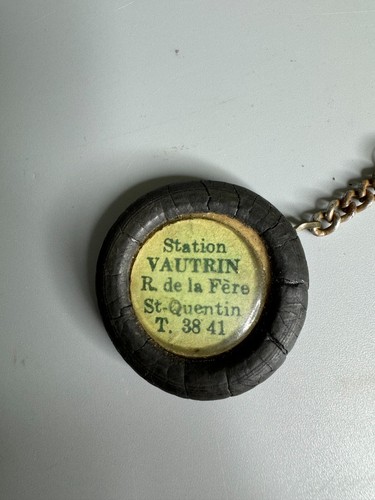 Station
VAUTRIN
R. de la Fère
St-Quentin
T. 38 41